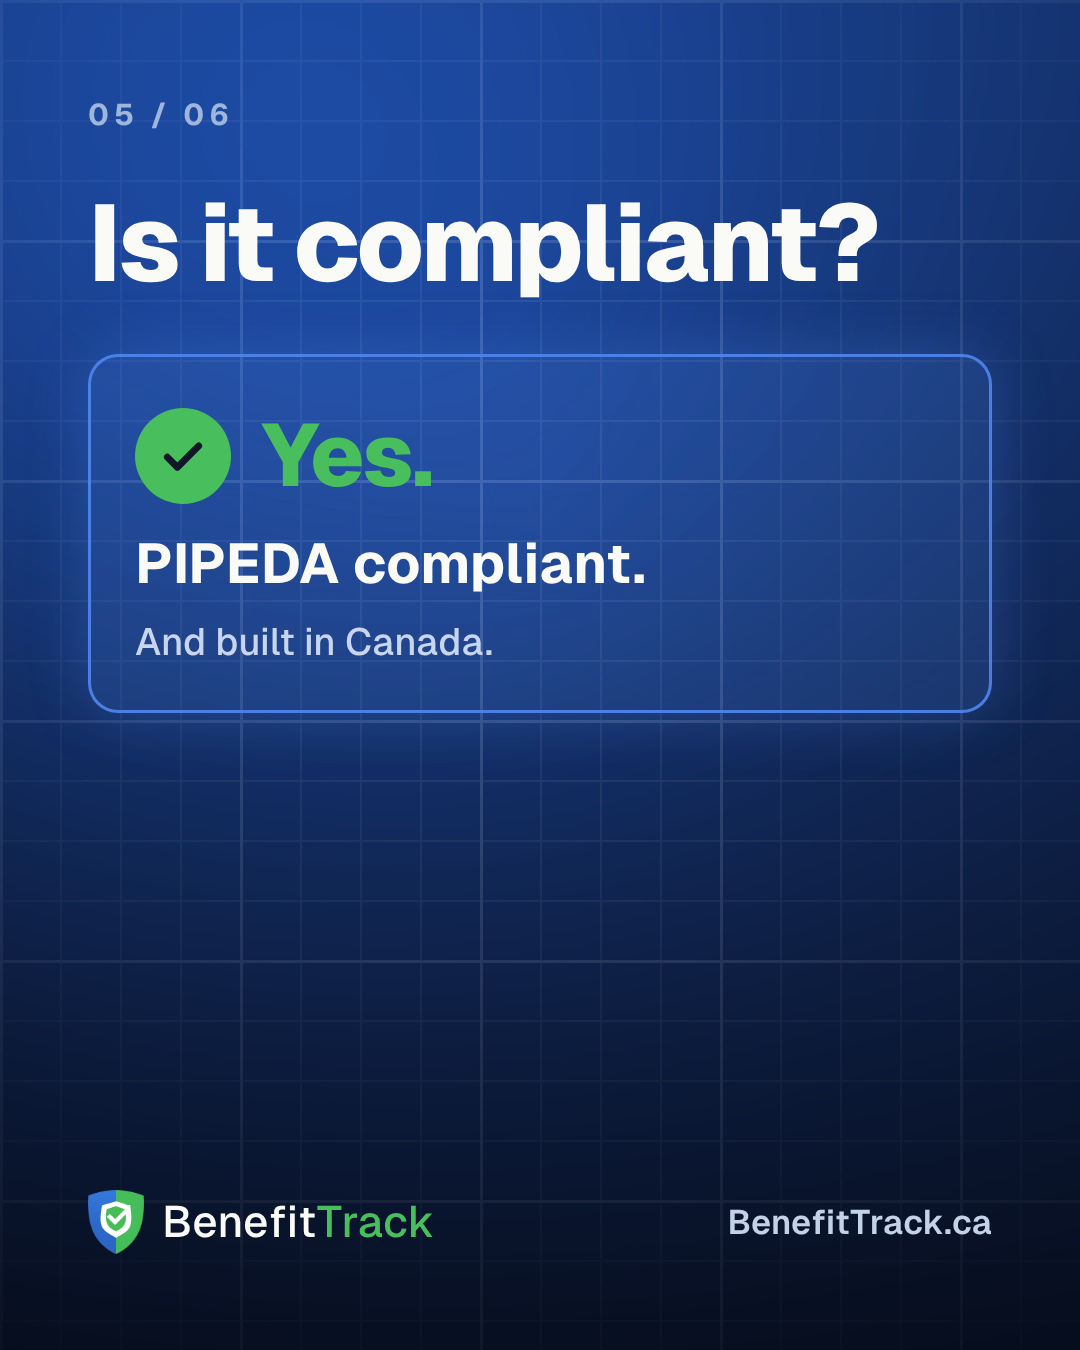 05 / 06
Is it compliant?
Yes.
PIPEDA compliant.
And built in Canada.
BenefitTrack
BenefitTrack.ca